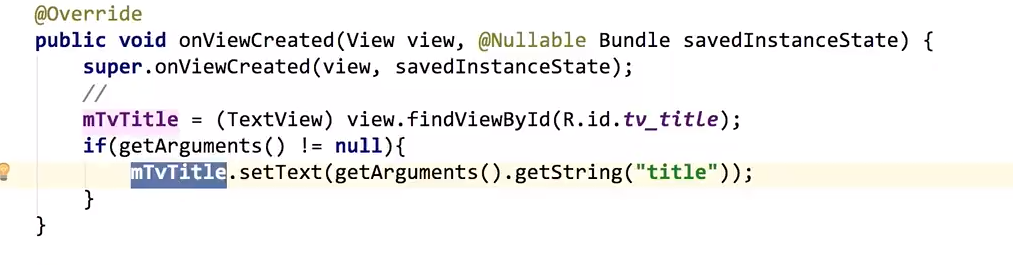 @Override
public void onViewCreated(View view, @Nullable Bundle savedInstanceState) {
super.onViewCreated(view, savedInstanceState);
//
mTvTitle = (TextView) view.findViewById(R.id.tv_title);
if(getArguments() != null){
mTvTitle.setText(getArguments().getString("title"));
}
}